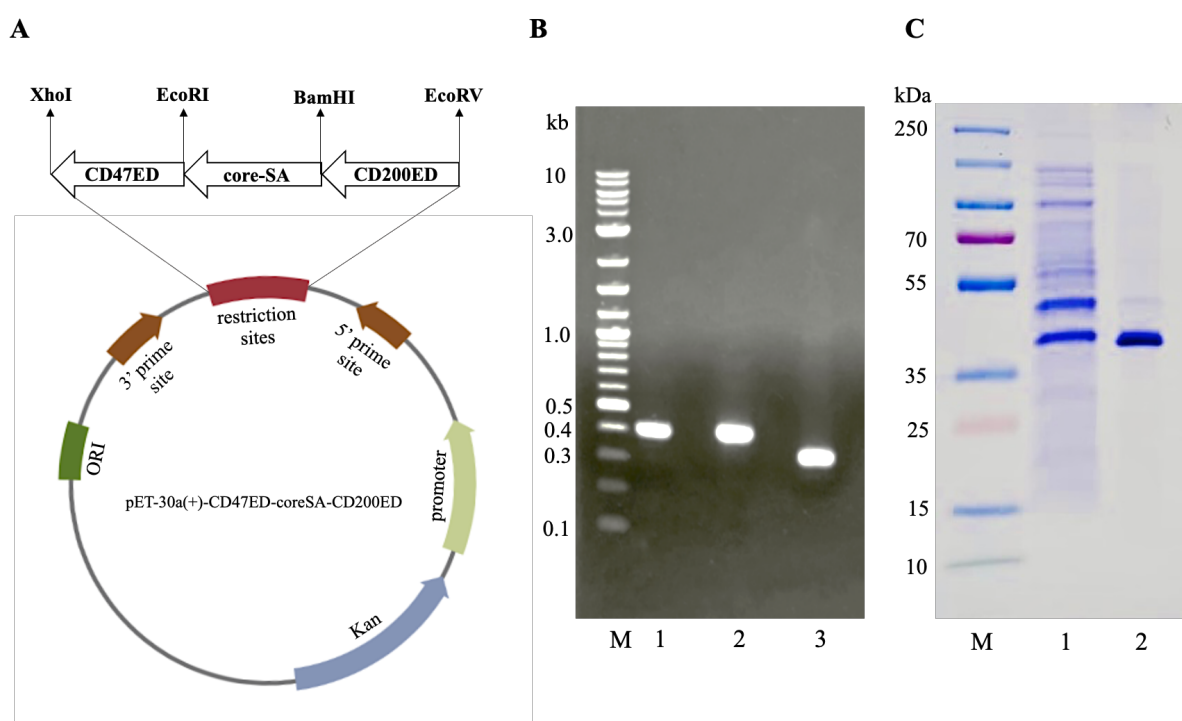 A
XhoI EcoRI BamHI EcoRV
CD47ED core-SA CD200ED
restriction
sites
3' prime
site
5' prime
site
ORI
promoter
pET-30a(+)-CD47ED-coreSA-CD200ED
Kan
B
kb
10
3.0
1.0
0.5
0.4
0.3
0.1
M 1 2 3
C
kDa
250
70
55
35
25
15
10
M 1 2